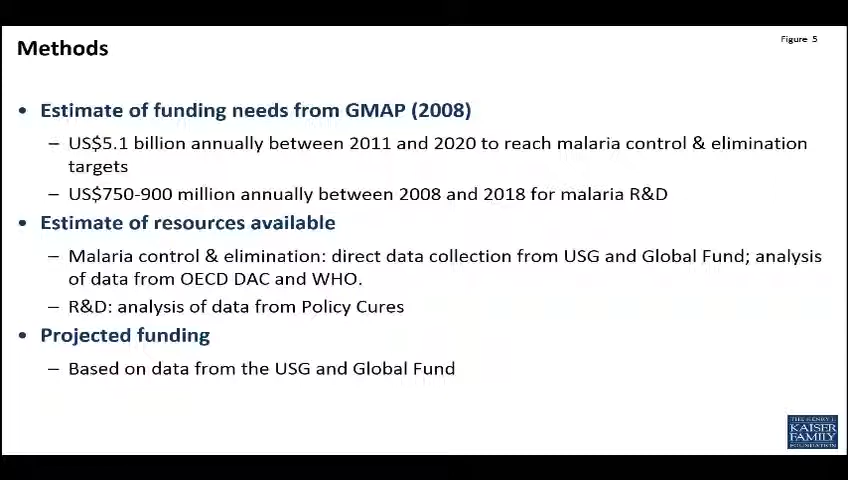 Figure 5
Methods
• Estimate of funding needs from GMAP (2008)
– US$5.1 billion annually between 2011 and 2020 to reach malaria control & elimination
targets
– US$750-900 million annually between 2008 and 2018 for malaria R&D
• Estimate of resources available
– Malaria control & elimination: direct data collection from USG and Global Fund; analysis
of data from OECD DAC and WHO.
– R&D: analysis of data from Policy Cures
• Projected funding
– Based on data from the USG and Global Fund
THE HENRY J.
KAISER
FAMILY
FOUNDATION